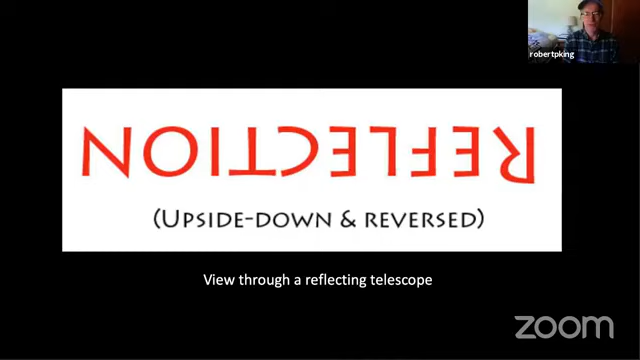 robertpking
REFLECTION
(UPSIDE-DOWN & REVERSED)
View through a reflecting telescope
zoom